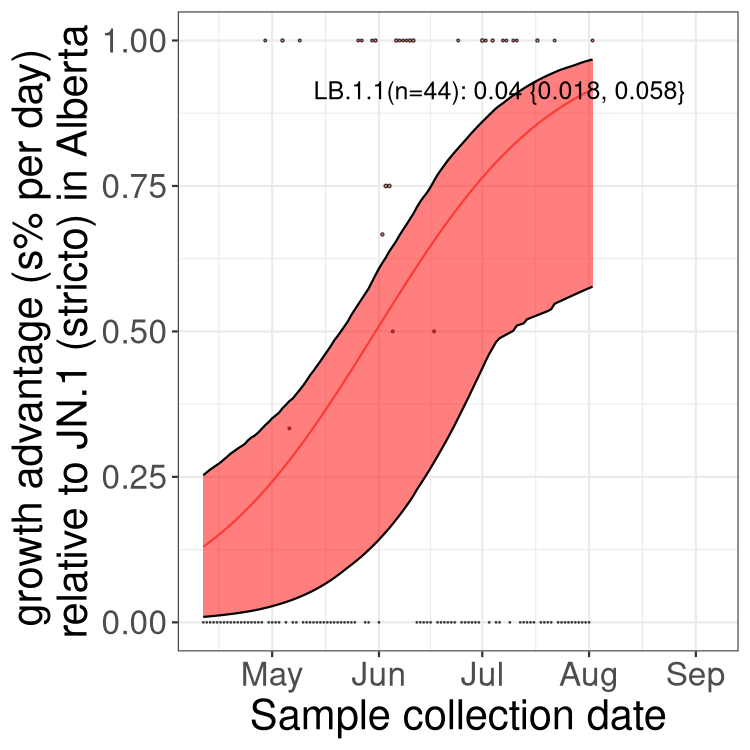 growth advantage (s% per day)
relative to JN.1 (stricto) in Alberta
1.00
0.75
0.50
0.25
0.00
LB.1.1(n=44): 0.04 {0.018, 0.058}
May Jun Jul Aug Sep
Sample collection date